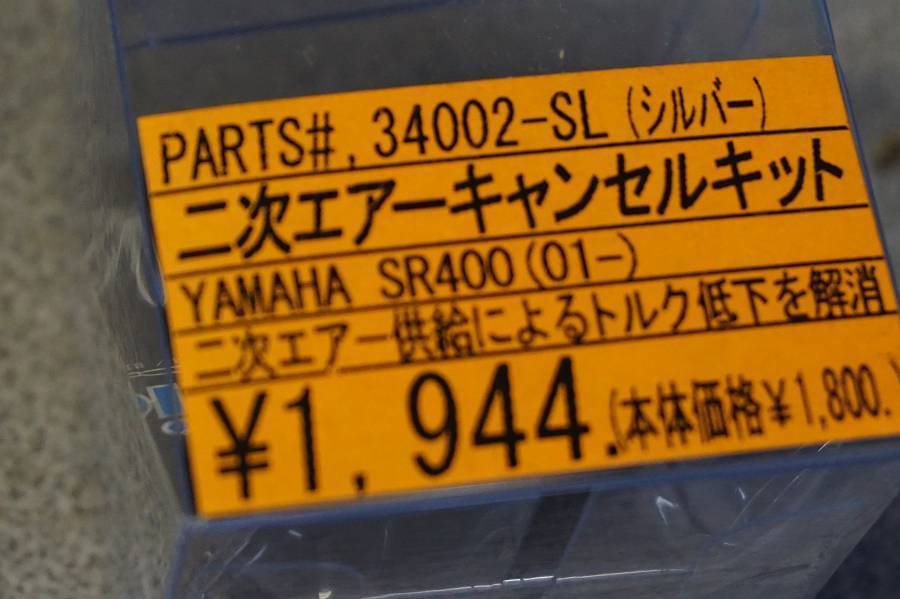 PARTS#. 34002-SL (シルバー)
二次エアーキャンセルキット
YAMAHA SR400(01-)
二次エアー供給によるトルク低下を解消
¥1,944.(本体価格¥1,800.)